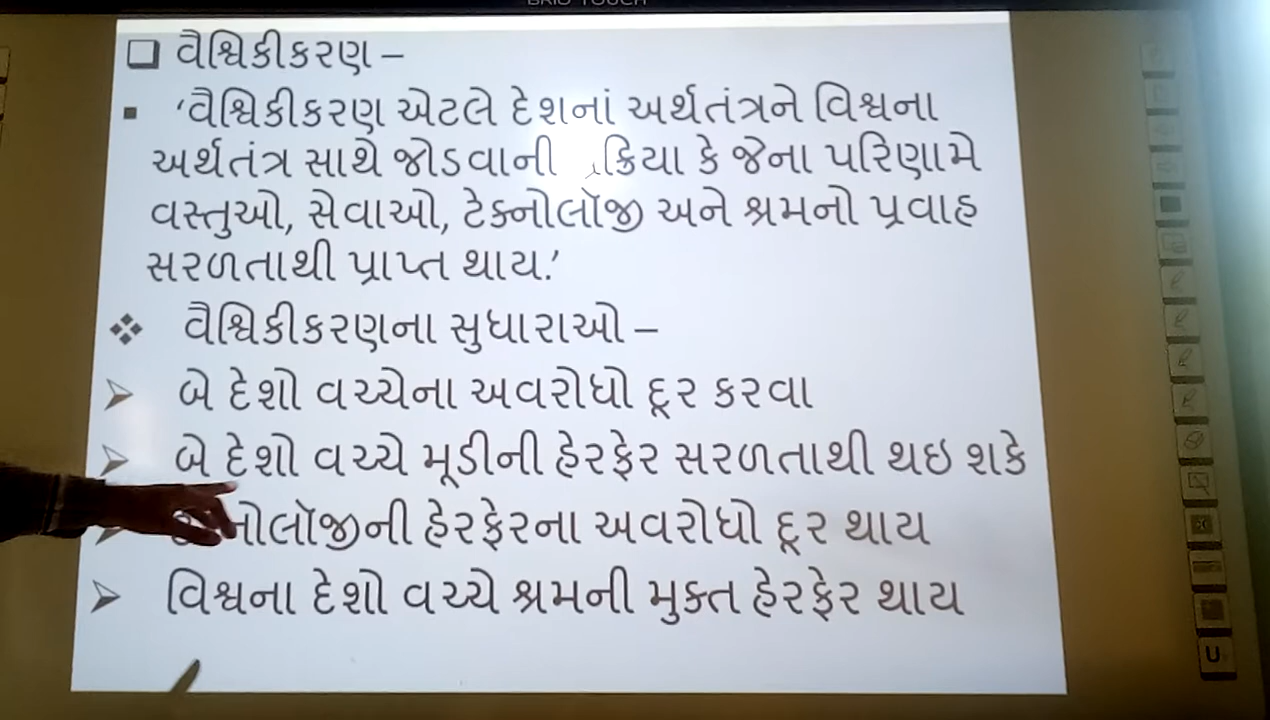 વૈશ્વિકીકરણ –
‘વૈશ્વિકીકરણ એટલે દેશનાં અર્થતંત્રને વિશ્વના
અર્થતંત્ર સાથે જોડવાની કે જેના પરિણામે
વસ્તુઓ, સેવાઓ, ટેક્નોલૉજી અને શ્રમનો પ્રવાહ
સરળતાથી પ્રાપ્ત થાય.’
વૈશ્વિકીકરણના સુધારાઓ –
બે દેશો વચ્ચેના અવરોધો દૂર કરવા
બે દેશો વચ્ચે મૂડીની હેરફેર સરળતાથી થઇ શકે
હેરફેરના અવરોધો દૂર થાય
વિશ્વના દેશો વચ્ચે શ્રમની મુક્ત હેરફેર થાય